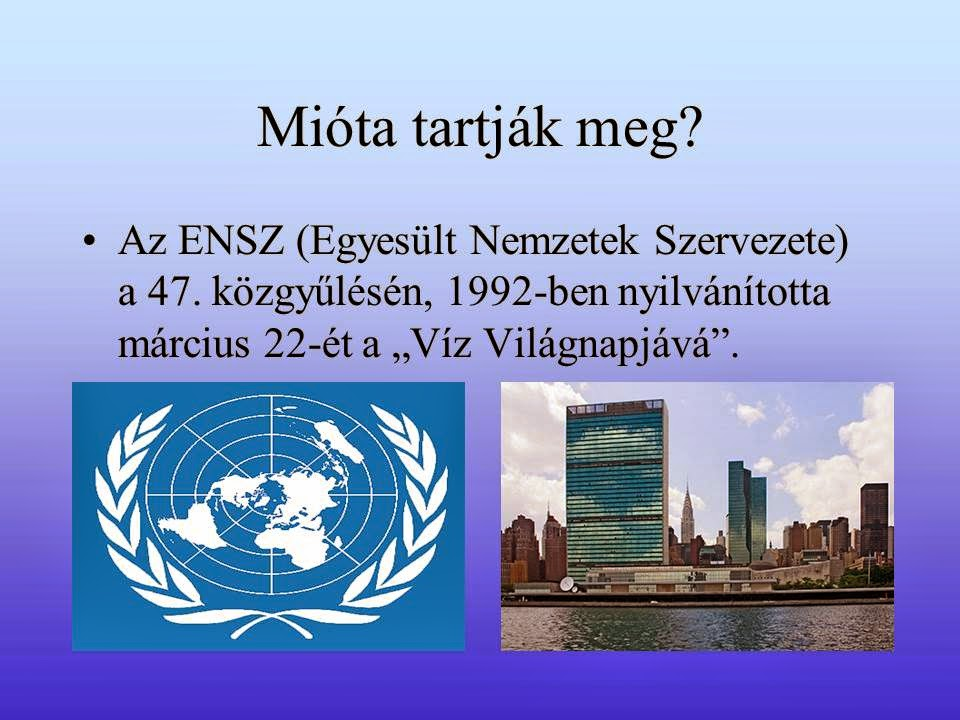 Mióta tartják meg?
• Az ENSZ (Egyesült Nemzetek Szervezete)
a 47. közgyűlésén, 1992-ben nyilvánította
március 22-ét a „Víz Világnapjává”.